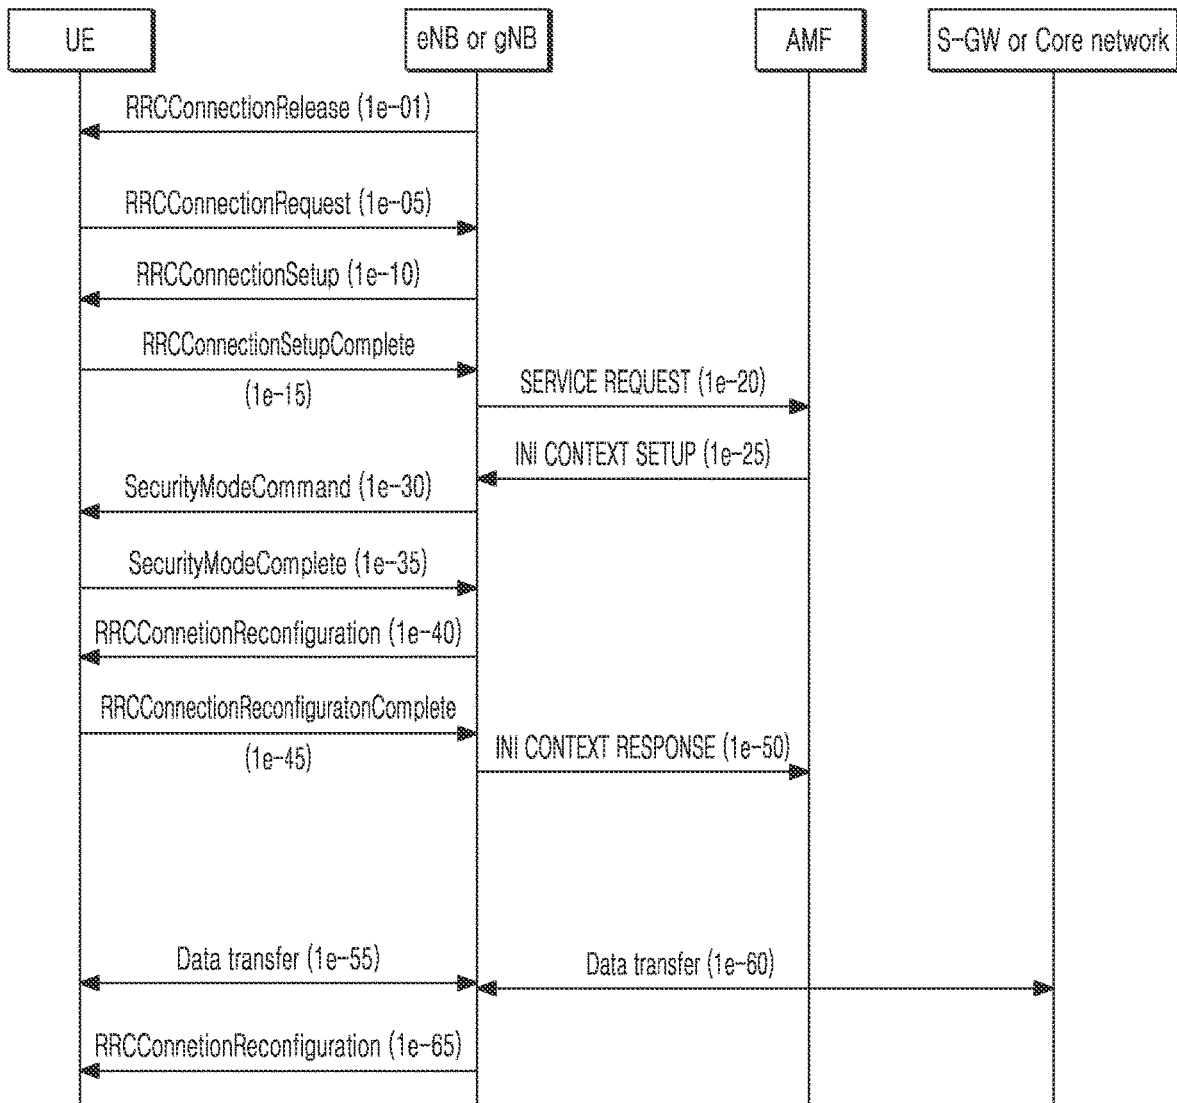 UE
eNB or gNB
AMF
S-GW or Core network
RRCConnectionRelease (1e-01)
RRCConnectionRequest (1e-05)
RRCConnectionSetup (1e-10)
RRCConnectionSetupComplete
(1e-15)
SERVICE REQUEST (1e-20)
INI CONTEXT SETUP (1e-25)
SecurityModeCommand (1e-30)
SecurityModeComplete (1e-35)
RRCConnetionReconfiguration (1e-40)
RRCConnectionReconfiguratonComplete
(1e-45)
INI CONTEXT RESPONSE (1e-50)
Data transfer (1e-55)
Data transfer (1e-60)
RRCConnetionReconfiguration (1e-65)